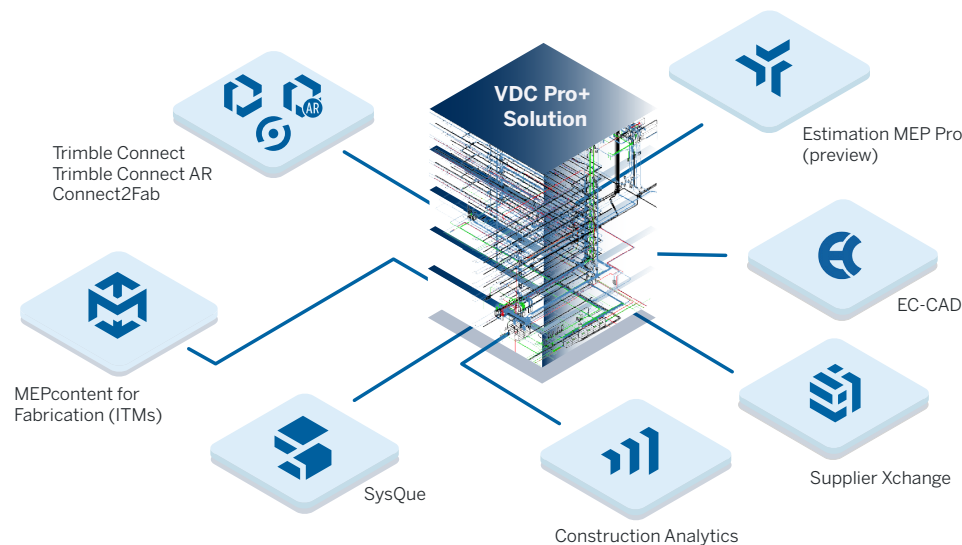 VDC Pro+
Solution
AR
Trimble Connect
Trimble Connect AR
Connect2Fab
Estimation MEP Pro
(preview)
EC-CAD
MEPcontent for
Fabrication (ITMs)
SysQue
Supplier Xchange
Construction Analytics